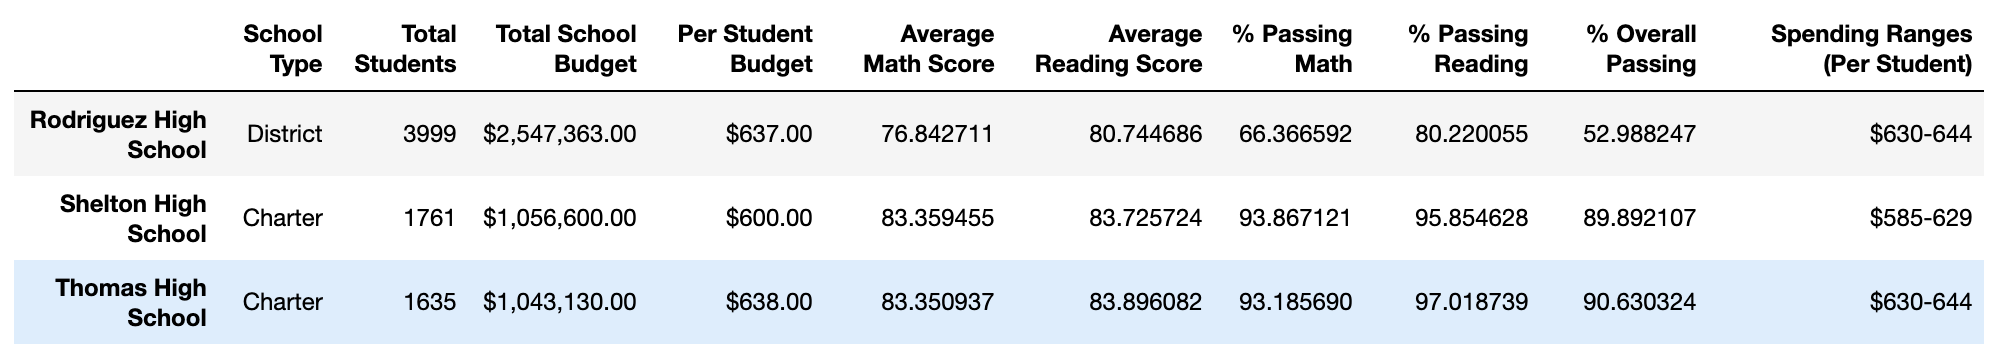 School Type Total Students Total School Budget Per Student Budget Average Math Score Average Reading Score % Passing Math % Passing Reading % Overall Passing Spending Ranges (Per Student)
Rodriguez High School District 3999 $2,547,363.00 $637.00 76.842711 80.744686 66.366592 80.220055 52.988247 $630-644
Shelton High School Charter 1761 $1,056,600.00 $600.00 83.359455 83.725724 93.867121 95.854628 89.892107 $585-629
Thomas High School Charter 1635 $1,043,130.00 $638.00 83.350937 83.896082 93.185690 97.018739 90.630324 $630-644